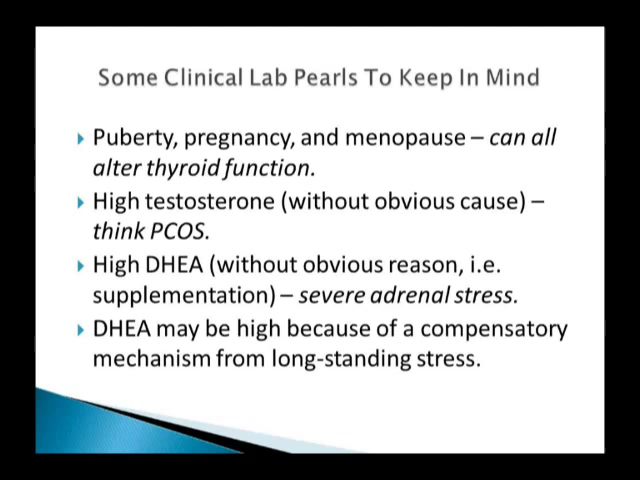 Some Clinical Lab Pearls To Keep In Mind
Puberty, pregnancy, and menopause – can all
alter thyroid function.
High testosterone (without obvious cause) –
think PCOS.
High DHEA (without obvious reason, i.e.
supplementation) – severe adrenal stress.
DHEA may be high because of a compensatory
mechanism from long-standing stress.